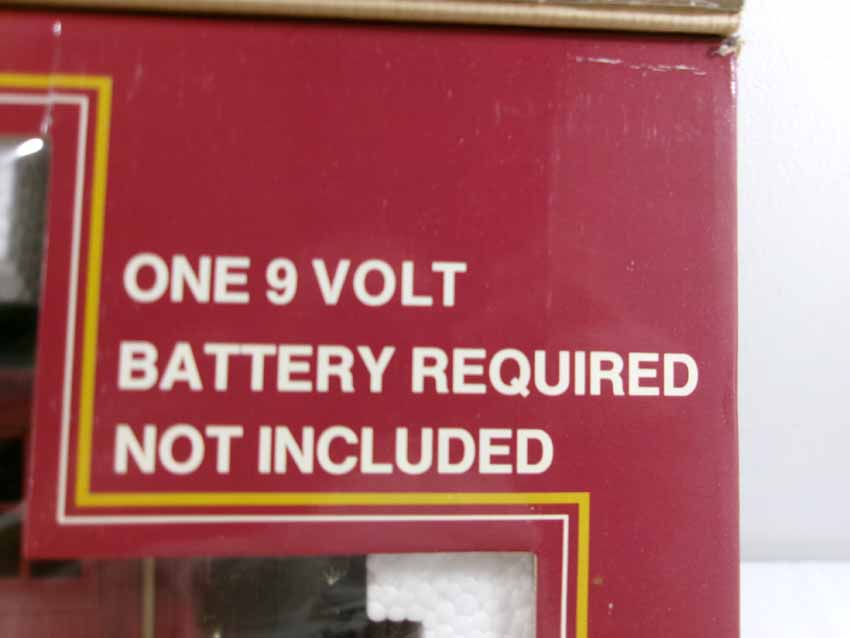 ONE 9 VOLT
BATTERY REQUIRED
NOT INCLUDED